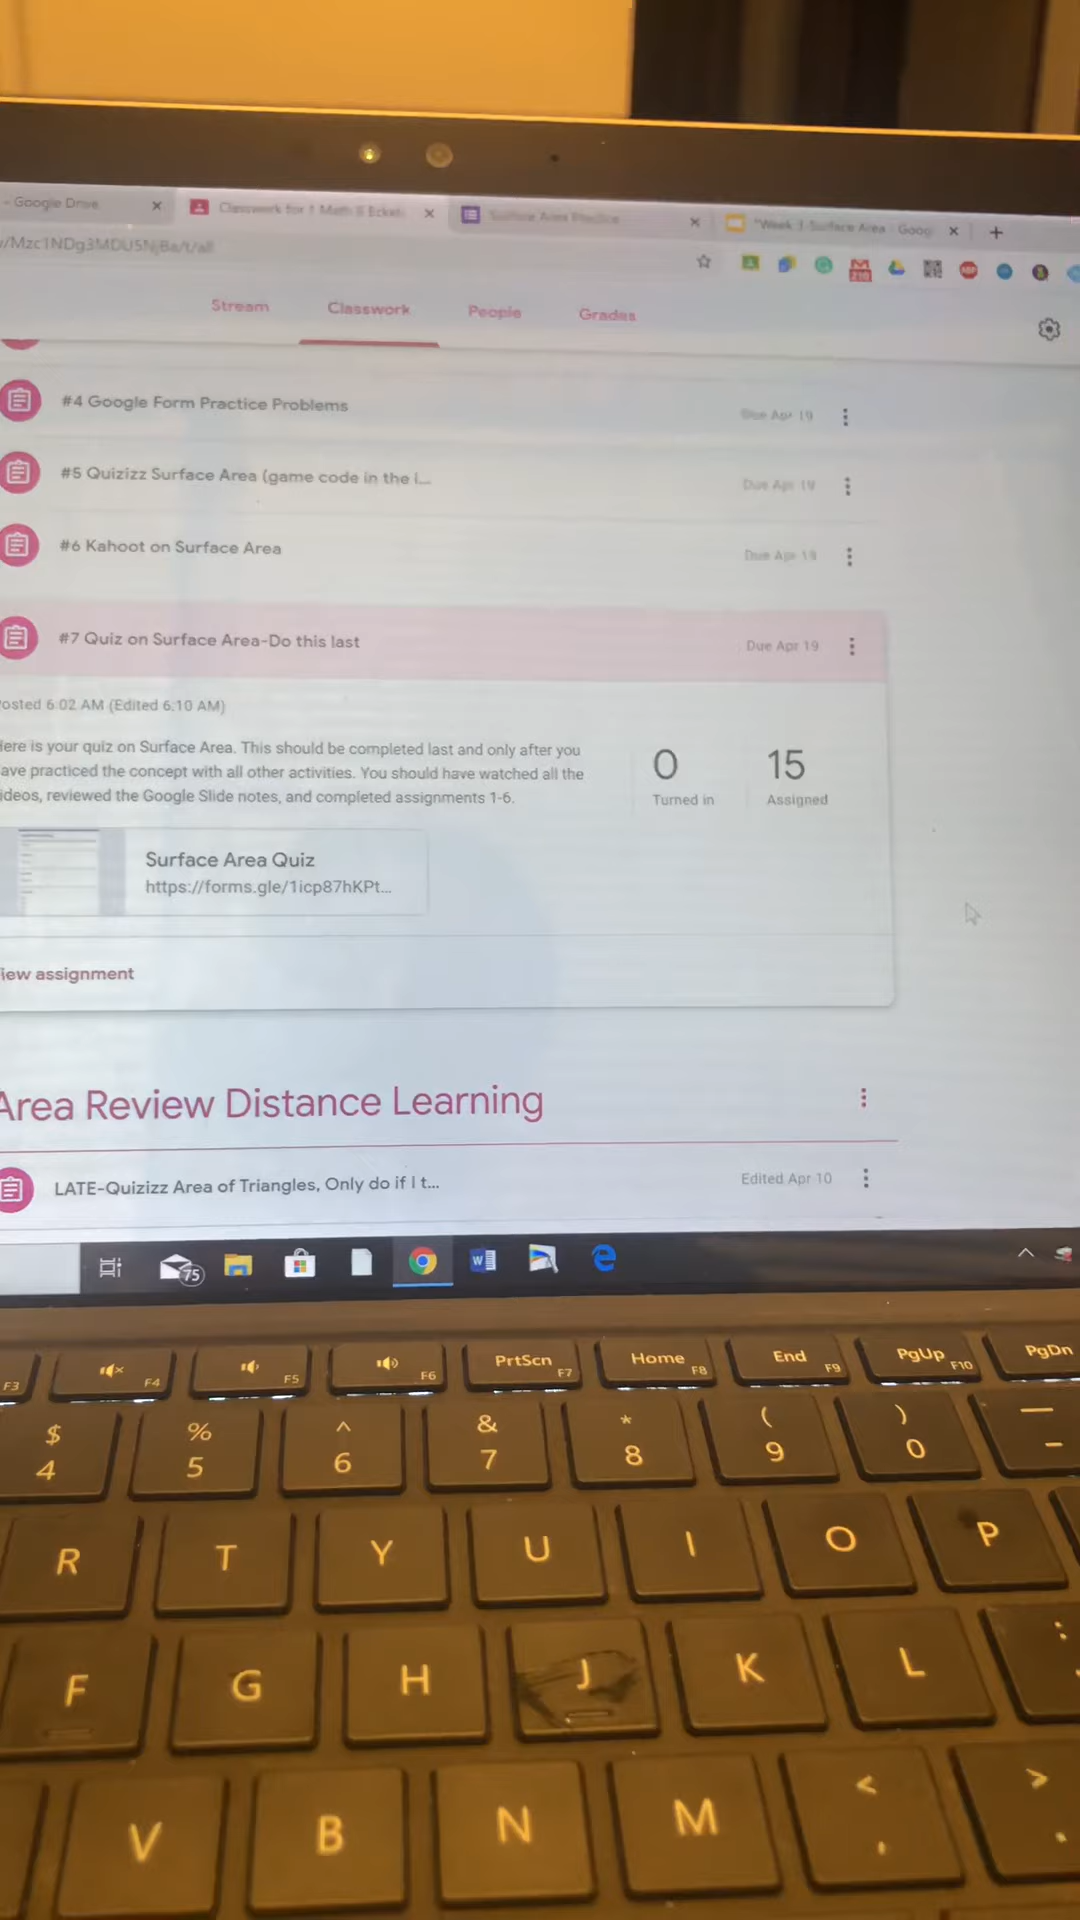 - Google Drive
Classwork for 1 Math 6 Ecket
Surface Area Practice
"Week 3-Surface Area - Goog
Stream Classwork People Grades
#4 Google Form Practice Problems Due Apr 19
#5 Quizizz Surface Area (game code in the i... Due Apr 19
#6 Kahoot on Surface Area Due Apr 19
#7 Quiz on Surface Area-Do this last Due Apr 19
osted 6:02 AM (Edited 6:10 AM)
ere is your quiz on Surface Area. This should be completed last and only after you
ave practiced the concept with all other activities. You should have watched all the
ideos, reviewed the Google Slide notes, and completed assignments 1-6.
0 15
Turned in Assigned
Surface Area Quiz
https://forms.gle/1icp87hKPt...
iew assignment
Area Review Distance Learning
LATE-Quizizz Area of Triangles, Only do if I t... Edited Apr 10
75
F3 F4 F5 F6 PrtScn F7 Home F8 End F9 PgUp F10 PgDn
$ % ^ & * ( ) —
4 5 6 7 8 9 0 -
R T Y U I O P
F G H J K L :
V B N M < >
, .